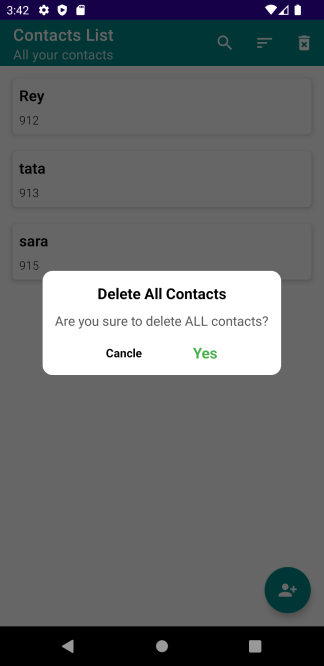 3:42
Contacts List
All your contacts
Rey
912
tata
913
sara
915
Delete All Contacts
Are you sure to delete ALL contacts?
Cancle Yes